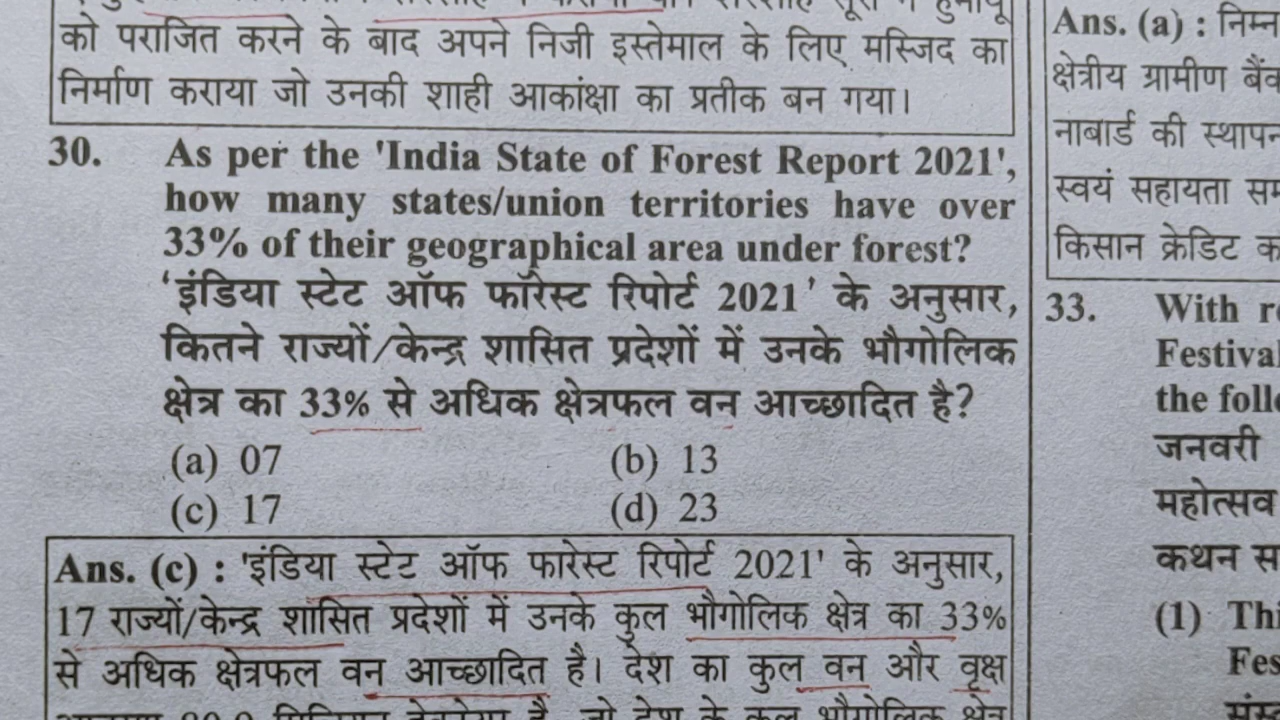 को पराजित करने के बाद अपने निजी इस्तेमाल के लिए मस्जिद का
निर्माण कराया जो उनकी शाही आकांक्षा का प्रतीक बन गया।
30. As per the 'India State of Forest Report 2021',
how many states/union territories have over
33% of their geographical area under forest?
'इंडिया स्टेट ऑफ फॉरेस्ट रिपोर्ट 2021' के अनुसार,
कितने राज्यों/केन्द्र शासित प्रदेशों में उनके भौगोलिक
क्षेत्र का 33% से अधिक क्षेत्रफल वन आच्छादित है?
(a) 07 (b) 13
(c) 17 (d) 23
Ans. (c) : 'इंडिया स्टेट ऑफ फारेस्ट रिपोर्ट 2021' के अनुसार,
17 राज्यों/केन्द्र शासित प्रदेशों में उनके कुल भौगोलिक क्षेत्र का 33%
से अधिक क्षेत्रफल वन आच्छादित है। देश का कुल वन और वृक्ष
Ans. (a) :
क्षेत्रीय ग्रामीण
नाबार्ड की
स्वयं सहायता
किसान क्रेडिट
33. With
the
जनवरी
महोत्सव
कथन
(1)